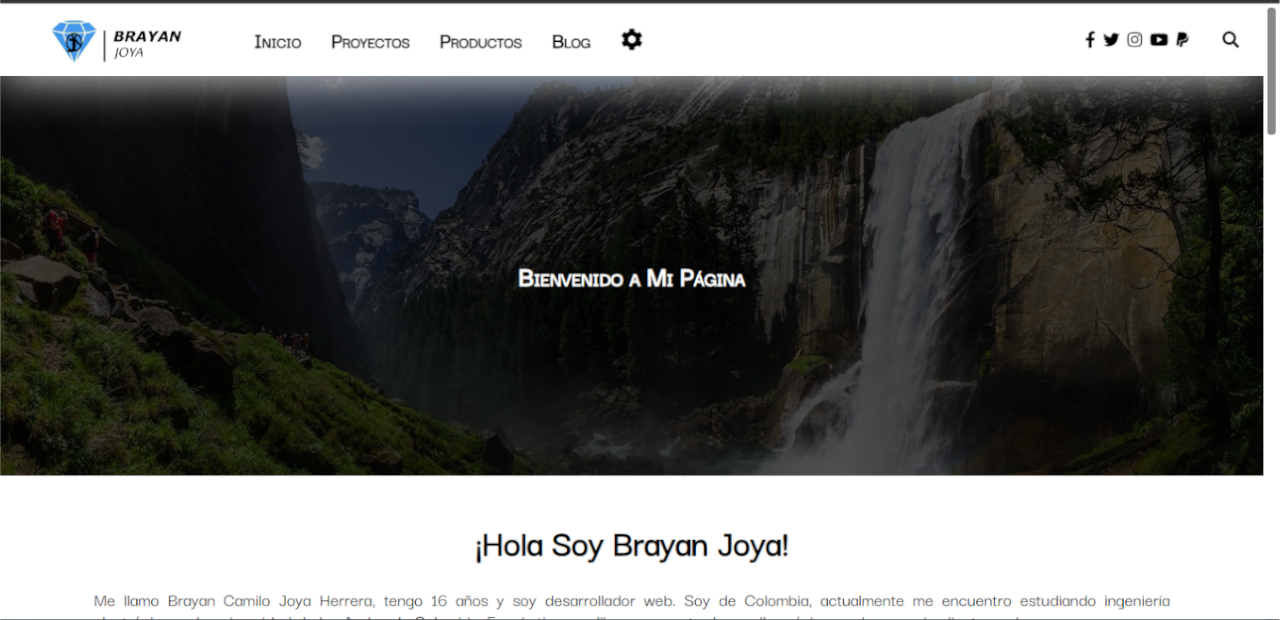 BRAYAN
JOYA
Inicio Proyectos Productos Blog
Bienvenido a Mi Página
¡Hola Soy Brayan Joya!
Me llamo Brayan Camilo Joya Herrera, tengo 16 años y soy desarrollador web. Soy de Colombia, actualmente me encuentro estudiando ingeniería